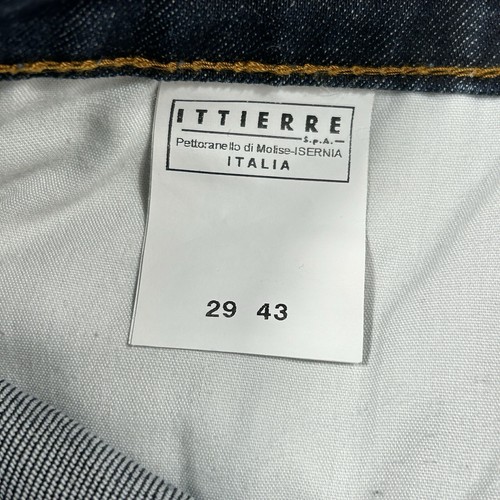 ITTIERRE
S.p.A.
Pettoranello di Molise-ISERNIA
ITALIA
29 43